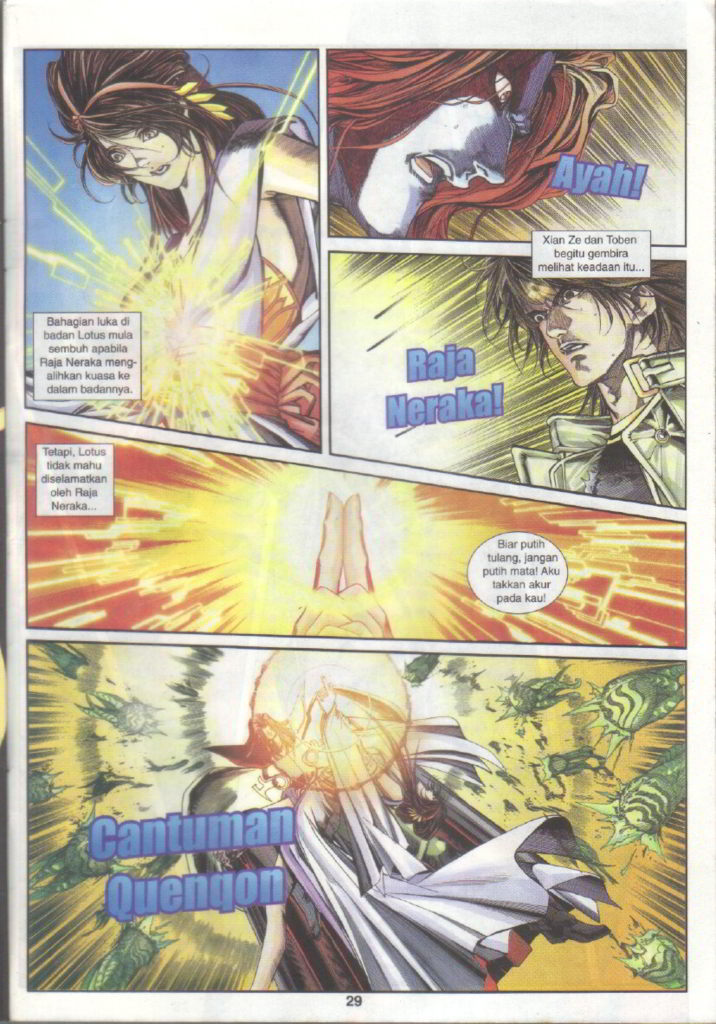 Bahagian luka di
badan Lotus mula
sembuh apabila
Raja Neraka meng-
alihkan kuasa ke
dalam badannya.
Ayah!
Xian Ze dan Toben
begitu gembira
melihat keadaan itu...
Raja
Neraka!
Tetapi, Lotus
tidak mahu
diselamatkan
oleh Raja
Neraka...
Biar putih
tulang, jangan
putih mata! Aku
takkan akur
pada kau!
Cantuman
Quenqon
29